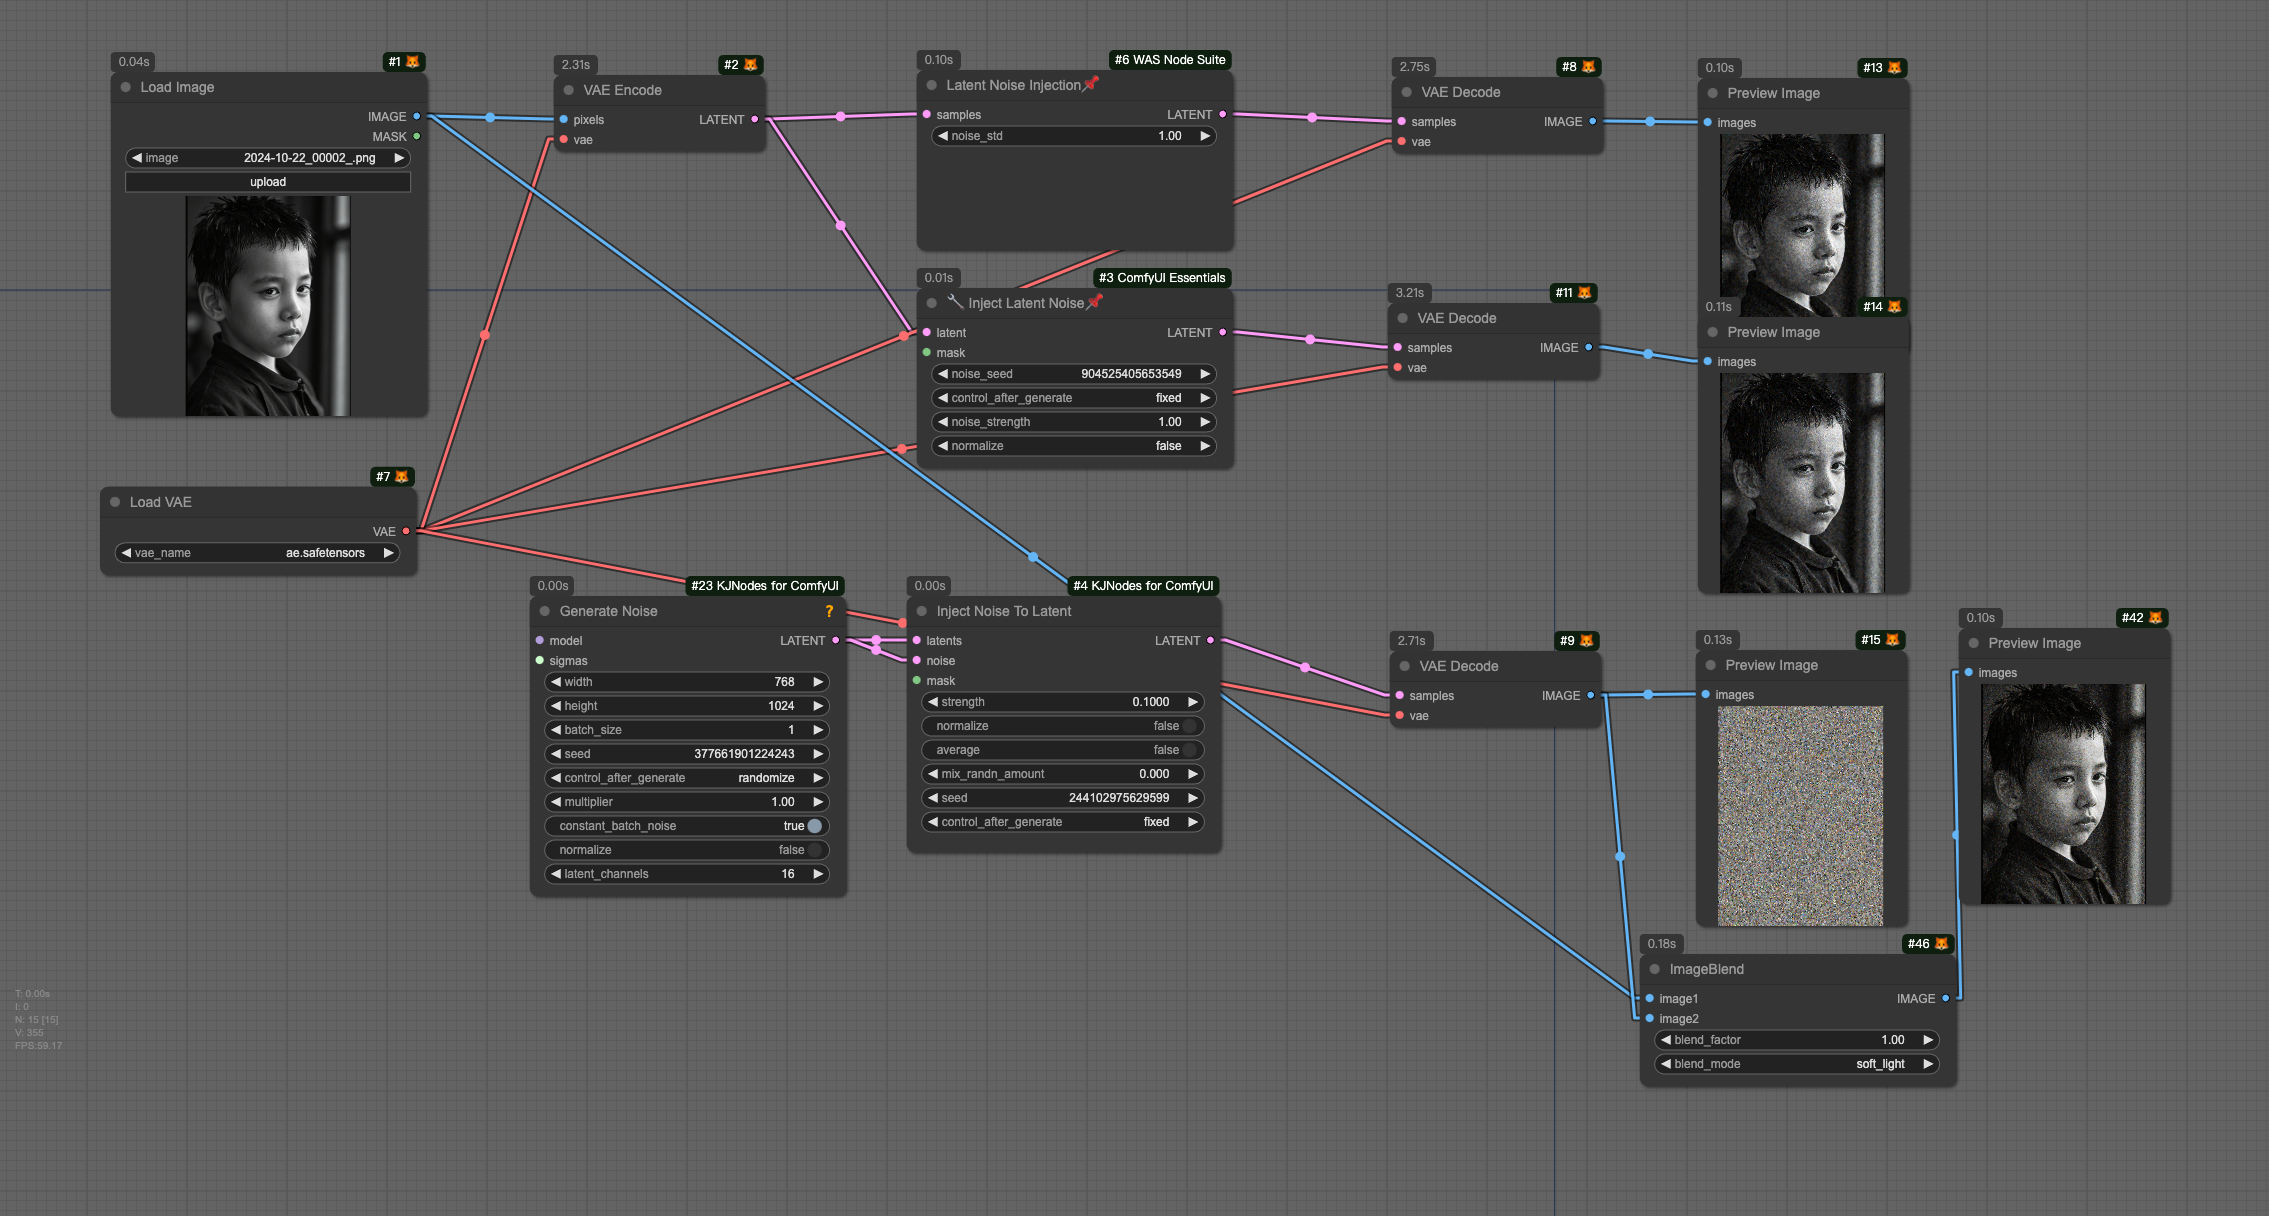 0.04s
#1
Load Image
IMAGE
MASK
image 2024-10-22_00002_.png
upload
2.31s
#2
VAE Encode
pixels LATENT
vae
0.10s
#6 WAS Node Suite
Latent Noise Injection
samples LATENT
noise_std 1.00
2.75s
#8
VAE Decode
samples IMAGE
vae
0.10s
#13
Preview Image
images
0.01s
#3 ComfyUI Essentials
Inject Latent Noise
latent LATENT
mask
noise_seed 904525405653549
control_after_generate fixed
noise_strength 1.00
normalize false
3.21s
#11
VAE Decode
samples IMAGE
vae
0.11s
#14
Preview Image
images
#7
Load VAE
VAE
vae_name ae.safetensors
0.00s
#23 KJNodes for ComfyUI
Generate Noise ?
model LATENT
sigmas
width 768
height 1024
batch_size 1
seed 377661901224243
control_after_generate randomize
multiplier 1.00
constant_batch_noise true
normalize false
latent_channels 16
0.00s
#4 KJNodes for ComfyUI
Inject Noise To Latent
latents LATENT
noise
mask
strength 0.1000
normalize false
average false
mix_randn_amount 0.000
seed 244102975629599
control_after_generate fixed
2.71s
#9
VAE Decode
samples IMAGE
vae
0.13s
#15
Preview Image
images
0.10s
#42
Preview Image
images
0.18s
#46
ImageBlend
image1 IMAGE
image2
blend_factor 1.00
blend_mode soft_light
T: 0.00s
I: 0
N: 15 [15]
V: 355
FPS:59.17